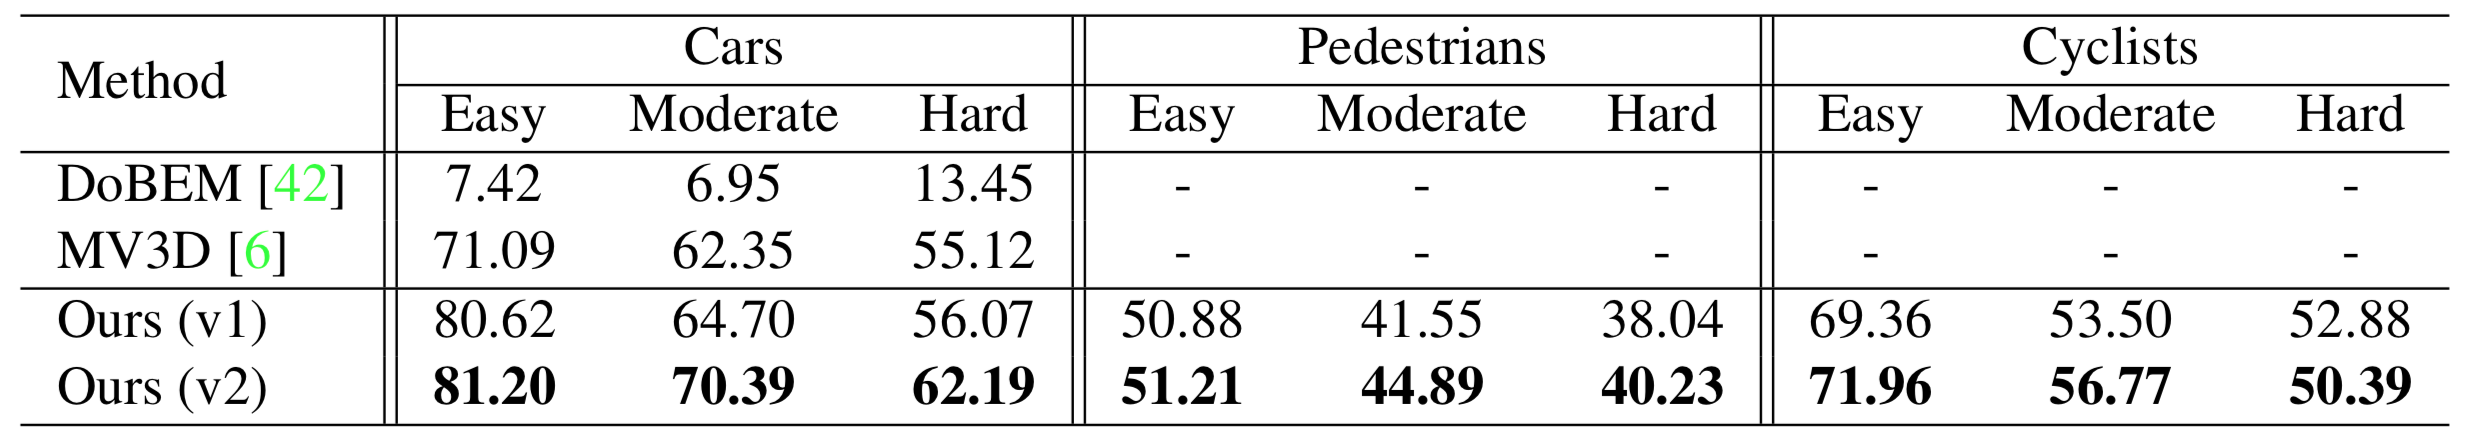 Method Cars Pedestrians Cyclists
Easy Moderate Hard Easy Moderate Hard Easy Moderate Hard
DoBEM [42] 7.42 6.95 13.45 - - - - - -
MV3D [6] 71.09 62.35 55.12 - - - - - -
Ours (v1) 80.62 64.70 56.07 50.88 41.55 38.04 69.36 53.50 52.88
Ours (v2) 81.20 70.39 62.19 51.21 44.89 40.23 71.96 56.77 50.39